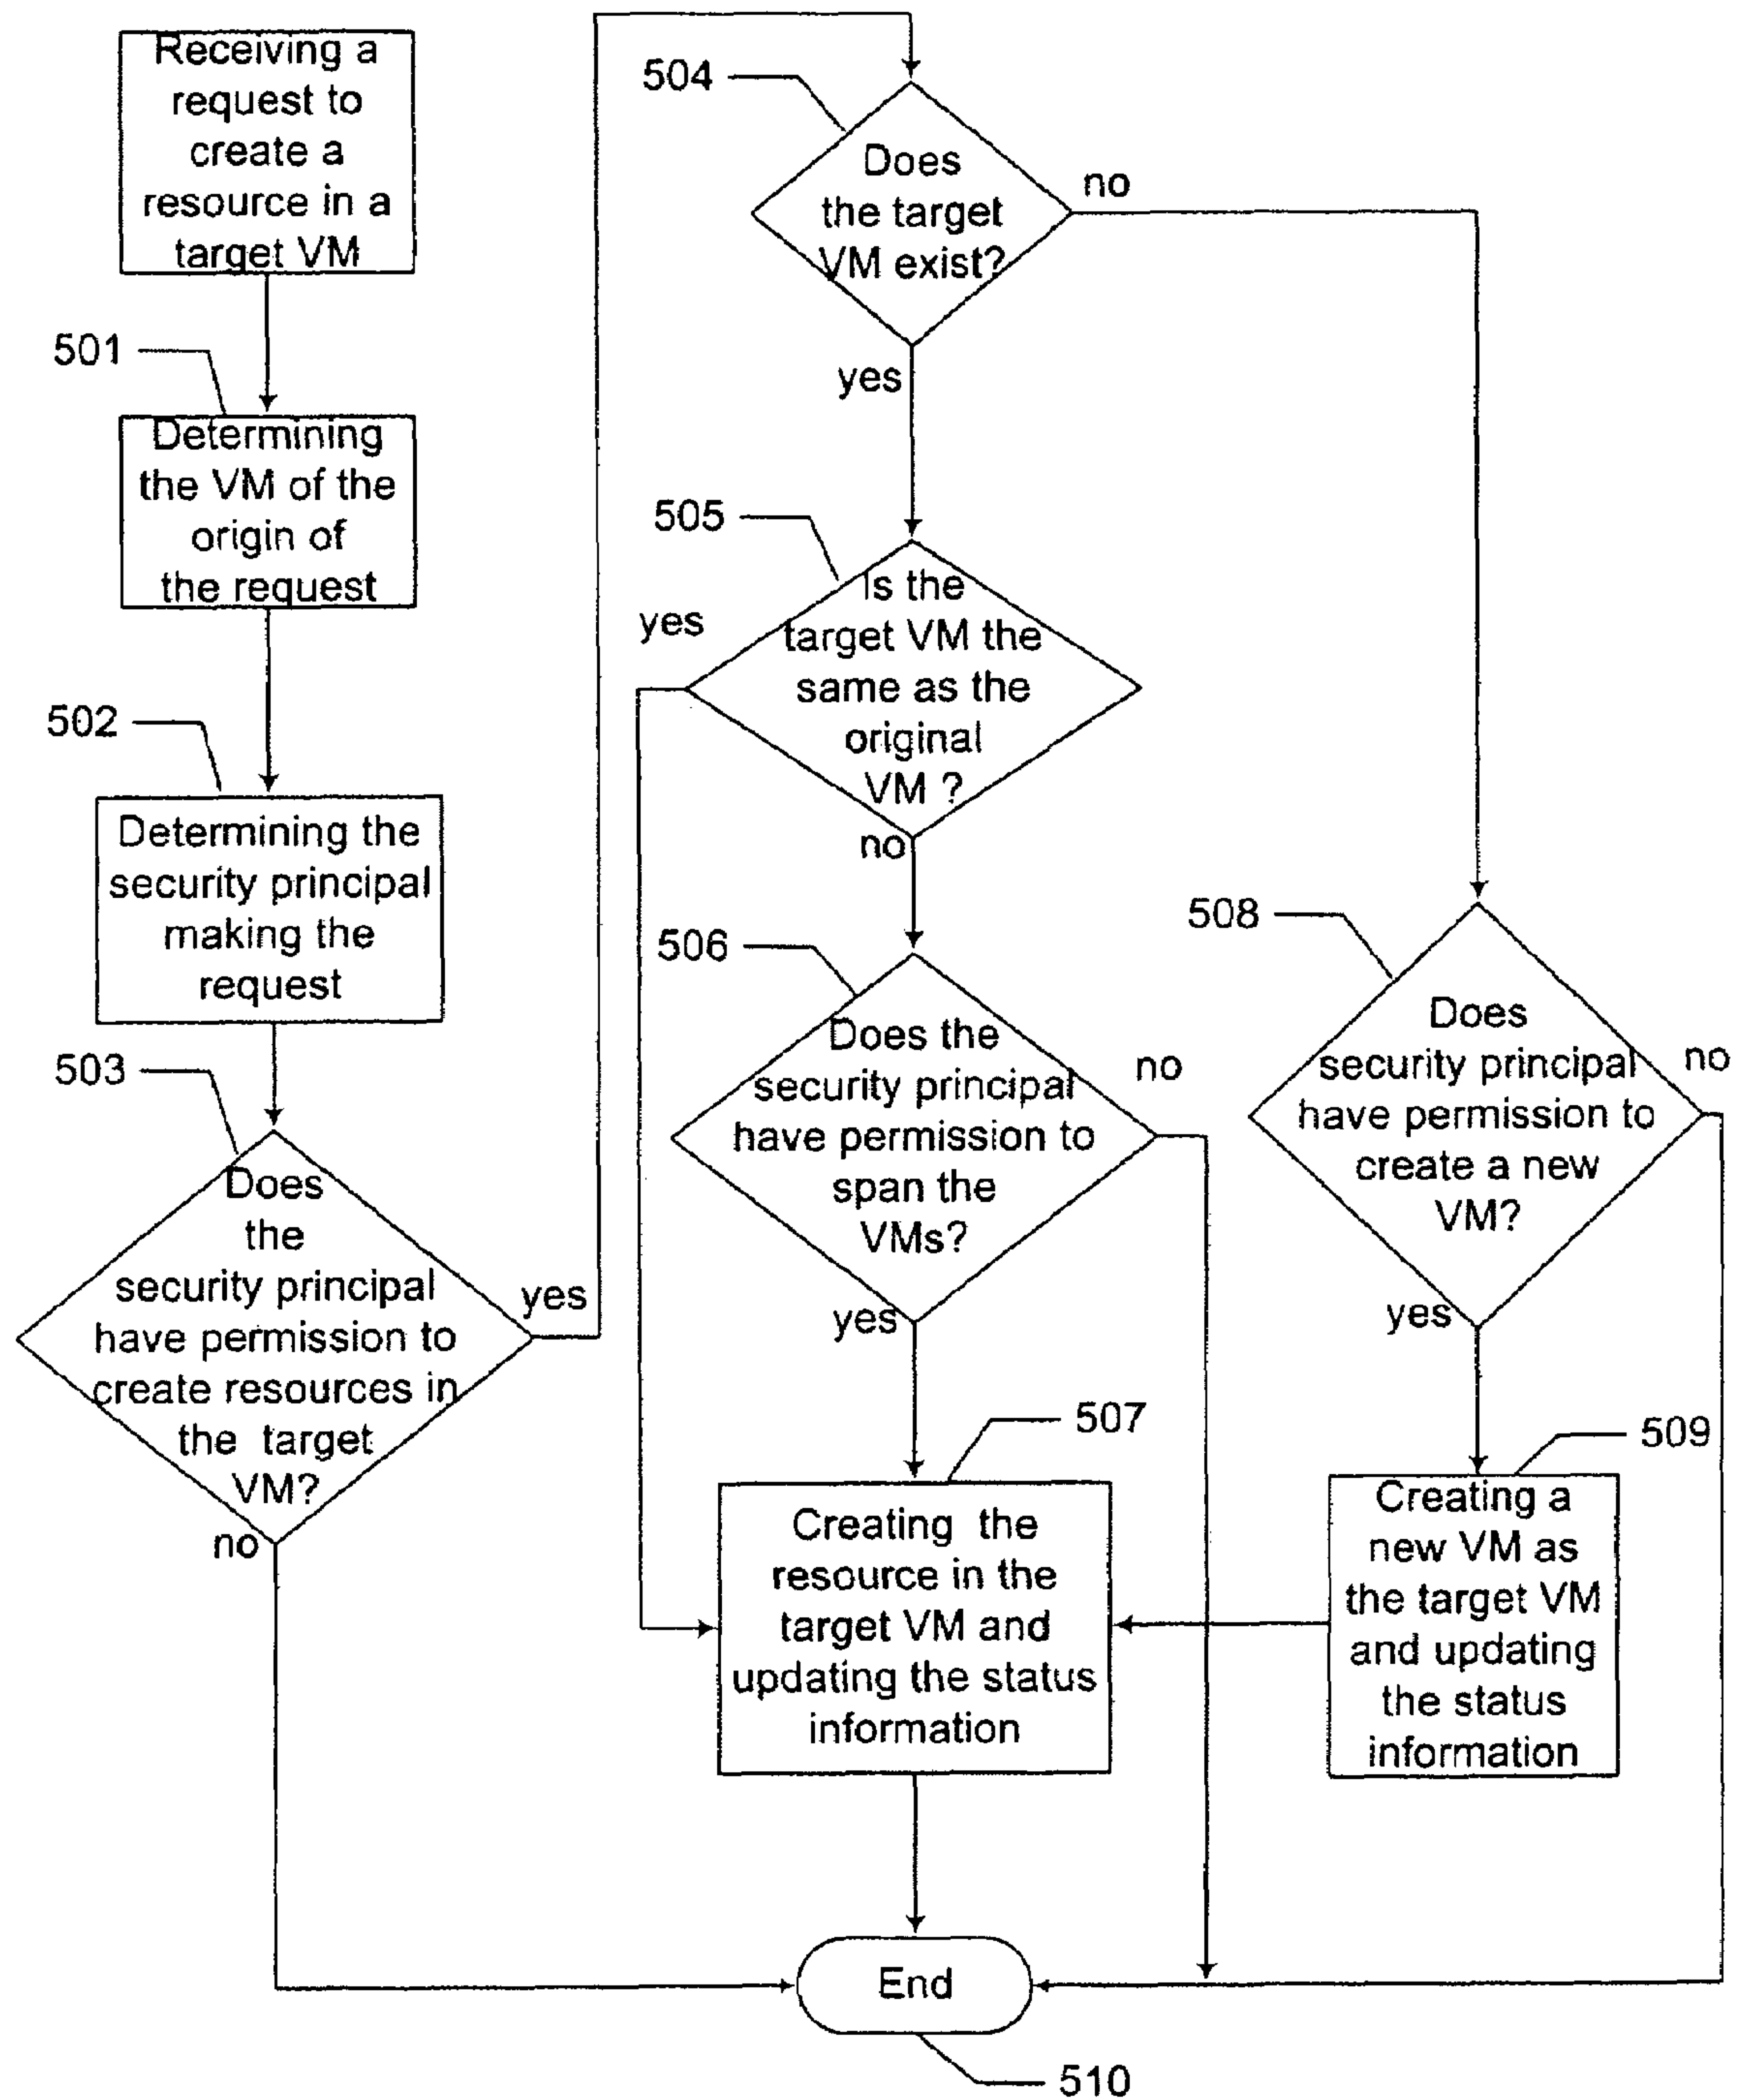 Receiving a
request to
create a
resource in a
target VM
501
Determining
the VM of the
origin of
the request
502
Determining the
security principal
making the
request
503
Does
the
security principal
have permission to
create resources in
the target
VM?
yes
no
504
Does
the target
VM exist?
no
yes
505
Is the
target VM the
same as the
original
VM ?
yes
no
506
Does the
security principal
have permission to
span the
VMs?
no
yes
507
Creating the
resource in the
target VM and
updating the status
information
508
Does
security principal
have permission to
create a new
VM?
no
yes
509
Creating a
new VM as
the target VM
and updating
the status
information
End
510